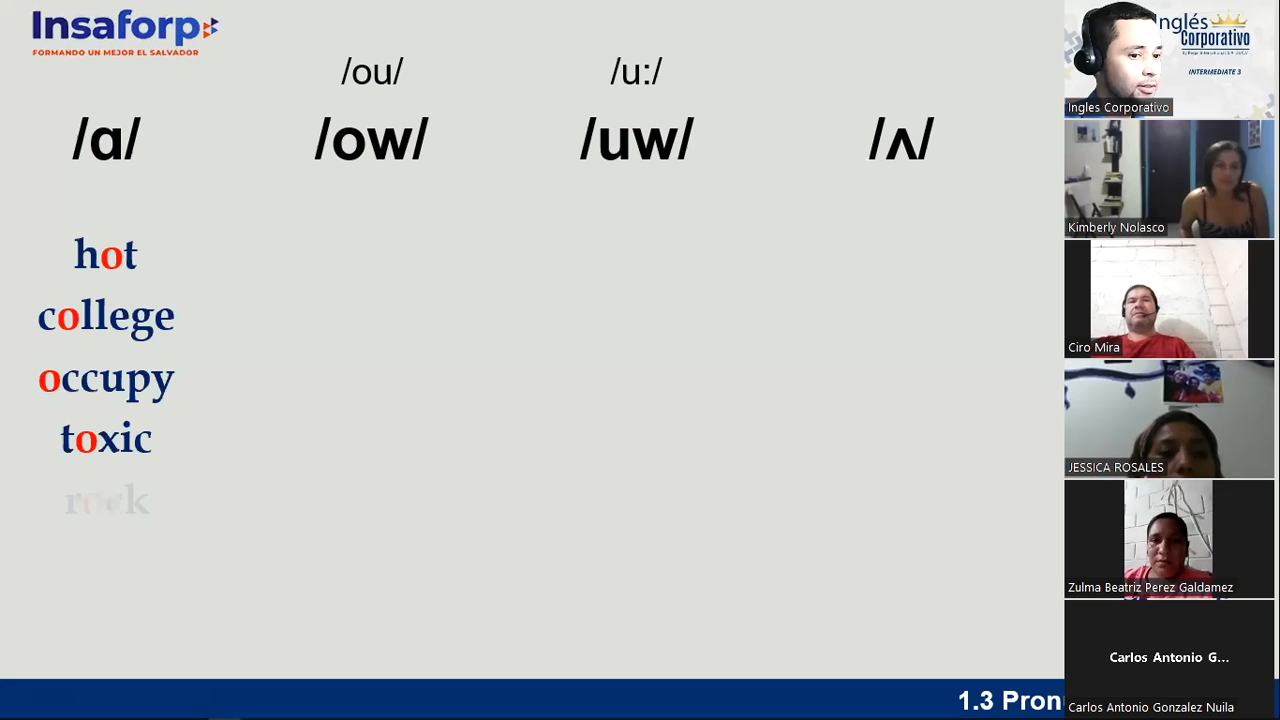 Insaforp
FORMANDO UN MEJOR EL SALVADOR
/ou/ /u:/
/ɑ/ /ow/ /uw/ /ʌ/
hot
college
occupy
toxic
rock
1.3 Pron
Inglés
Corporativo
INTERMEDIATE 3
Ingles Corporativo
Kimberly Nolasco
Ciro Mira
JESSICA ROSALES
Zulma Beatriz Perez Galdamez
Carlos Antonio G...
Carlos Antonio Gonzalez Nuila